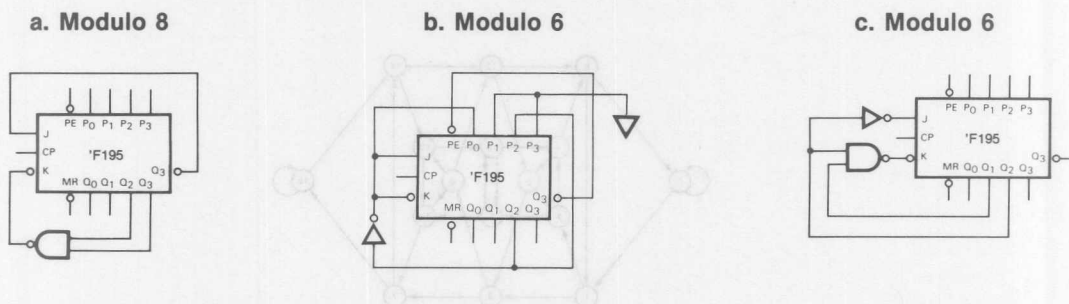 a. Modulo 8
b. Modulo 6
c. Modulo 6
PE P0 P1 P2 P3
J
CP
K
'F195
Q3
MR Q0 Q1 Q2 Q3
PE P0 P1 P2 P3
J
CP
K
'F195
Q3
MR Q0 Q1 Q2 Q3
PE P0 P1 P2 P3
J
CP
K
'F195
Q3
MR Q0 Q1 Q2 Q3